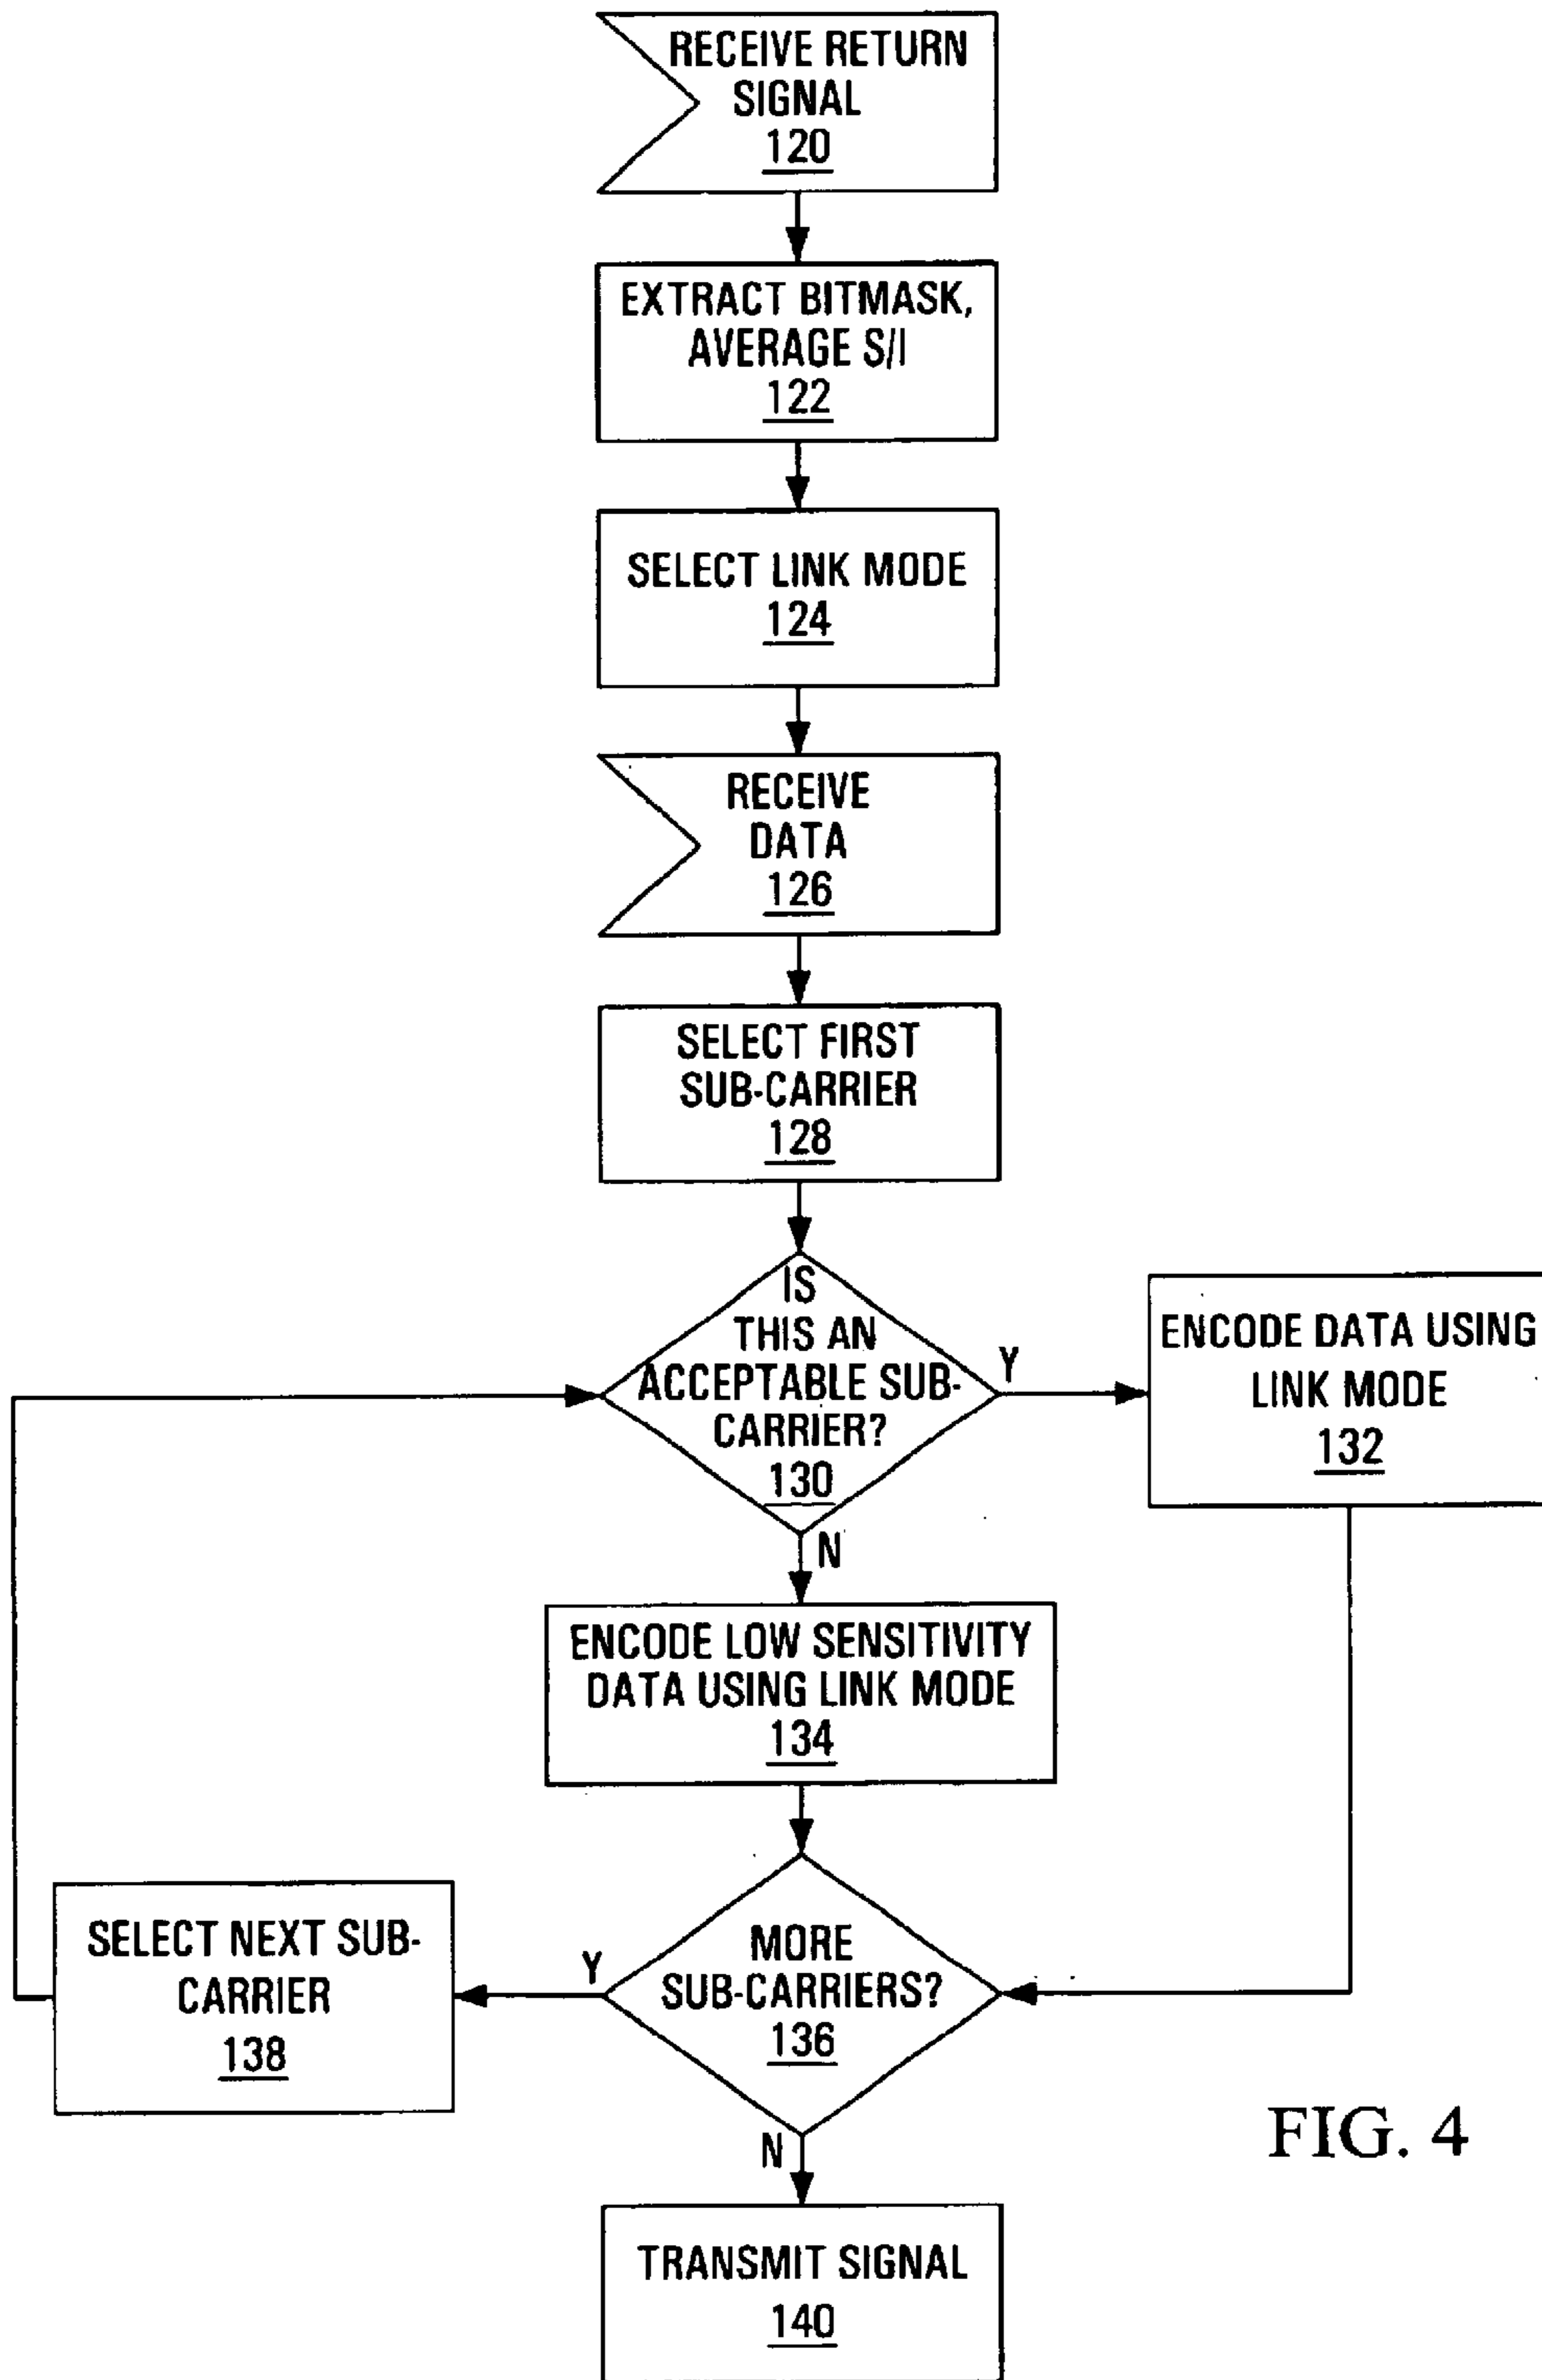 RECEIVE RETURN
SIGNAL
120
EXTRACT BITMASK,
AVERAGE S/I
122
SELECT LINK MODE
124
RECEIVE
DATA
126
SELECT FIRST
SUB-CARRIER
128
IS
THIS AN
ACCEPTABLE SUB-
CARRIER?
130
Y
ENCODE DATA USING
LINK MODE
132
N
ENCODE LOW SENSITIVITY
DATA USING LINK MODE
134
MORE
SUB-CARRIERS?
136
Y
SELECT NEXT SUB-
CARRIER
138
N
TRANSMIT SIGNAL
140
FIG. 4